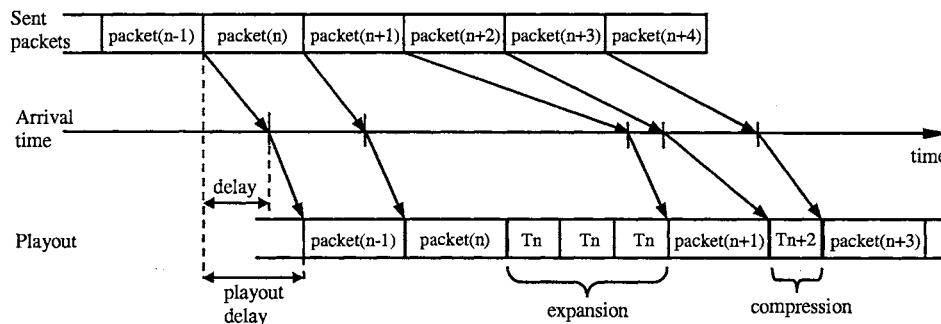 Sent
packets
packet(n-1) packet(n) packet(n+1) packet(n+2) packet(n+3) packet(n+4)
Arrival
time
time
delay
Playout
packet(n-1) packet(n) Tn Tn Tn packet(n+1) Tn+2 packet(n+3)
playout
delay
expansion
compression